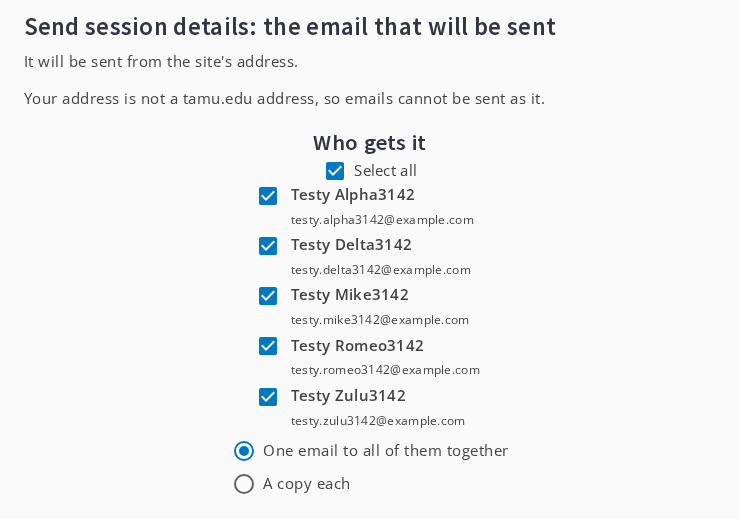 Send session details: the email that will be sent
It will be sent from the site's address.
Your address is not a tamu.edu address, so emails cannot be sent as it.
Who gets it
Select all
Testy Alpha3142
testy.alpha3142@example.com
Testy Delta3142
testy.delta3142@example.com
Testy Mike3142
testy.mike3142@example.com
Testy Romeo3142
testy.romeo3142@example.com
Testy Zulu3142
testy.zulu3142@example.com
One email to all of them together
A copy each